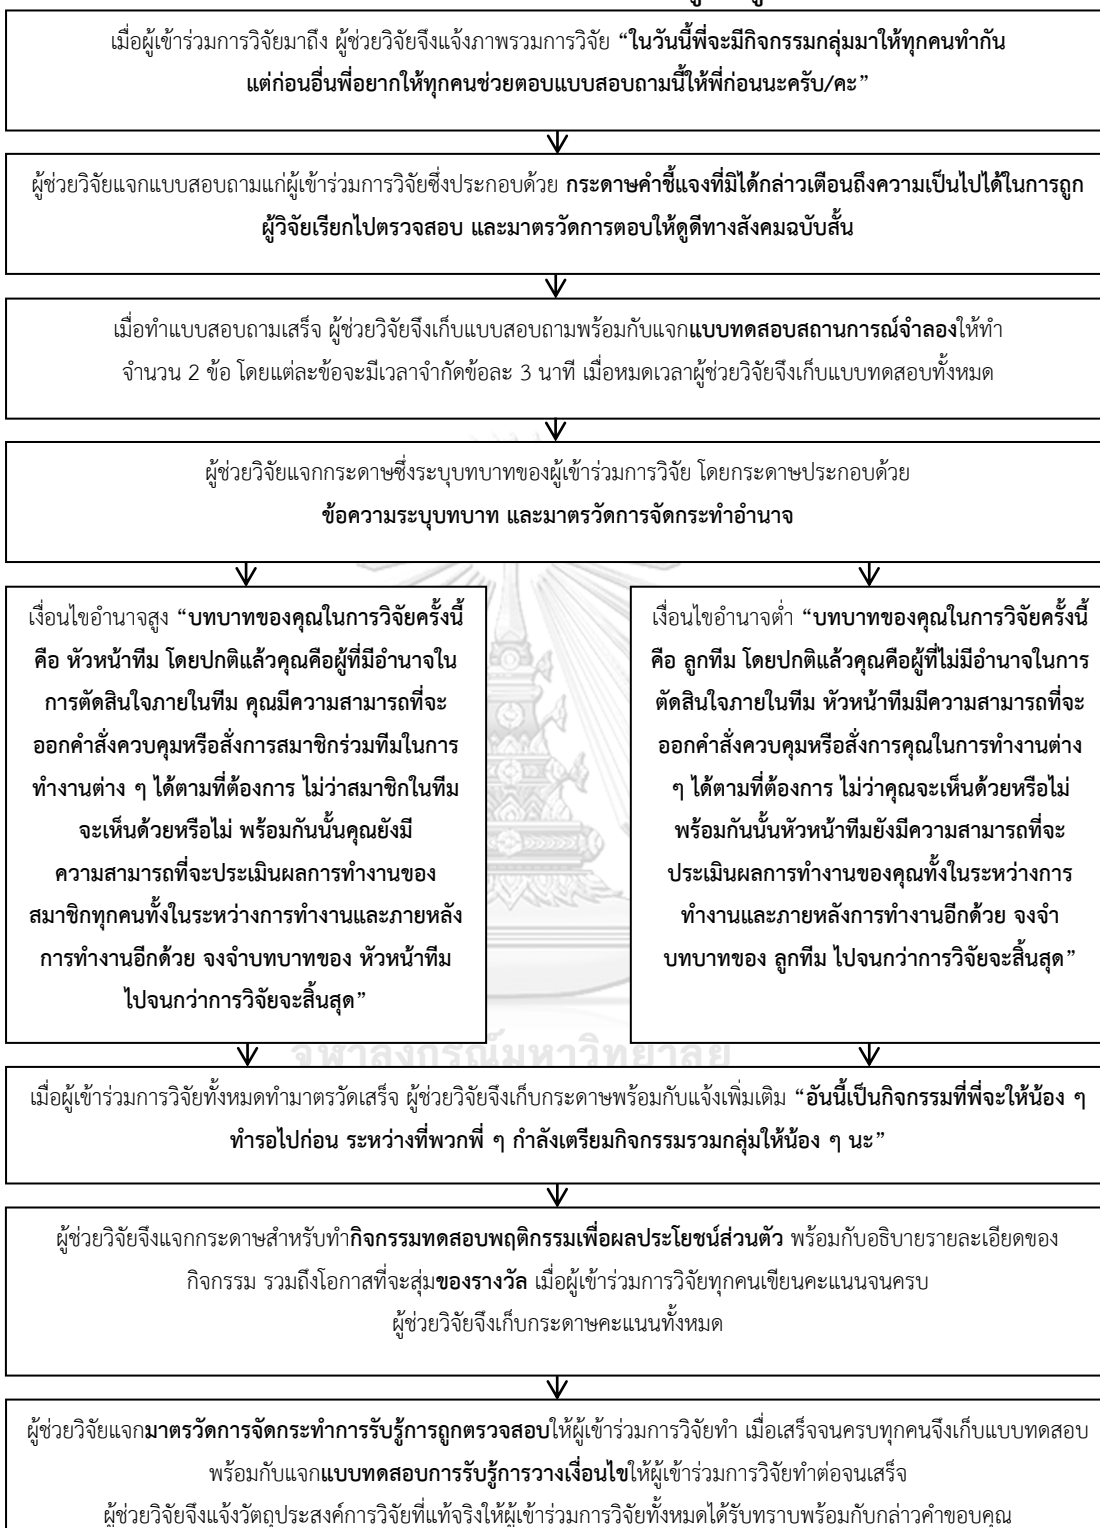 เมื่อผู้เข้าร่วมการวิจัยมาถึง ผู้ช่วยวิจัยจึงแจ้งภาพรวมการวิจัย “ในวันนี้พี่จะมีกิจกรรมกลุ่มมาให้ทุกคนทำกัน
แต่ก่อนอื่นพี่อยากให้ทุกคนช่วยตอบแบบสอบถามนี้ให้พี่ก่อนนะครับ/คะ”
ผู้ช่วยวิจัยแจกแบบสอบถามแก่ผู้เข้าร่วมการวิจัยซึ่งประกอบด้วย กระดาษคำชี้แจงที่มิได้กล่าวเตือนถึงความเป็นไปได้ในการถูก
ผู้วิจัยเรียกไปตรวจสอบ และมาตรวัดการตอบให้ดูดีทางสังคมฉบับสั้น
เมื่อทำแบบสอบถามเสร็จ ผู้ช่วยวิจัยจึงเก็บแบบสอบถามพร้อมกับแจกแบบทดสอบสถานการณ์จำลองให้ทำ
จำนวน 2 ข้อ โดยแต่ละข้อจะมีเวลาจำกัดข้อละ 3 นาที เมื่อหมดเวลาผู้ช่วยวิจัยจึงเก็บแบบทดสอบทั้งหมด
ผู้ช่วยวิจัยแจกกระดาษซึ่งระบุบทบาทของผู้เข้าร่วมการวิจัย โดยกระดาษประกอบด้วย
ข้อความระบุบทบาท และมาตรวัดการจัดกระทำอำนาจ
เงื่อนไขอำนาจสูง “บทบาทของคุณในการวิจัยครั้งนี้
คือ หัวหน้าทีม โดยปกติแล้วคุณคือผู้ที่มีอำนาจใน
การตัดสินใจภายในทีม คุณมีความสามารถที่จะ
ออกคำสั่งควบคุมหรือสั่งการสมาชิกร่วมทีมในการ
ทำงานต่าง ๆ ได้ตามที่ต้องการ ไม่ว่าสมาชิกในทีม
จะเห็นด้วยหรือไม่ พร้อมกันนั้นคุณยังมี
ความสามารถที่จะประเมินผลการทำงานของ
สมาชิกทุกคนทั้งในระหว่างการทำงานและภายหลัง
การทำงานอีกด้วย จงจำบทบาทของ หัวหน้าทีม
ไปจนกว่าการวิจัยจะสิ้นสุด”
เงื่อนไขอำนาจต่ำ “บทบาทของคุณในการวิจัยครั้งนี้
คือ ลูกทีม โดยปกติแล้วคุณคือผู้ที่ไม่มีอำนาจในการ
ตัดสินใจภายในทีม หัวหน้าทีมมีความสามารถที่จะ
ออกคำสั่งควบคุมหรือสั่งการคุณในการทำงานต่าง
ๆ ได้ตามที่ต้องการ ไม่ว่าคุณจะเห็นด้วยหรือไม่
พร้อมกันนั้นหัวหน้าทีมยังมีความสามารถที่จะ
ประเมินผลการทำงานของคุณทั้งในระหว่างการ
ทำงานและภายหลังการทำงานอีกด้วย จงจำ
บทบาทของ ลูกทีม ไปจนกว่าการวิจัยจะสิ้นสุด”
จุฬาลงกรณ์มหาวิทยาลัย
เมื่อผู้เข้าร่วมการวิจัยทั้งหมดทำมาตรวัดเสร็จ ผู้ช่วยวิจัยจึงเก็บกระดาษพร้อมกับแจ้งเพิ่มเติม “อันนี้เป็นกิจกรรมที่พี่จะให้น้อง ๆ
ทำรอไปก่อน ระหว่างที่พวกพี่ ๆ กำลังเตรียมกิจกรรมรวมกลุ่มให้น้อง ๆ นะ”
ผู้ช่วยวิจัยจึงแจกกระดาษสำหรับทำกิจกรรมทดสอบพฤติกรรมเพื่อผลประโยชน์ส่วนตัว พร้อมกับอธิบายรายละเอียดของ
กิจกรรม รวมถึงโอกาสที่จะสุ่มของรางวัล เมื่อผู้เข้าร่วมการวิจัยทุกคนเขียนคะแนนจนครบ
ผู้ช่วยวิจัยจึงเก็บกระดาษคะแนนทั้งหมด
ผู้ช่วยวิจัยแจกมาตรวัดการจัดกระทำการรับรู้การถูกตรวจสอบให้ผู้เข้าร่วมการวิจัยทำ เมื่อเสร็จจนครบทุกคนจึงเก็บแบบทดสอบ
พร้อมกับแจกแบบทดสอบการรับรู้การวางเงื่อนไขให้ผู้เข้าร่วมการวิจัยทำต่อจนเสร็จ
ผู้ช่วยวิจัยจึงแจ้งวัตถุประสงค์การวิจัยที่แท้จริงให้ผู้เข้าร่วมการวิจัยทั้งหมดได้รับทราบพร้อมกับกล่าวคำขอบคุณ